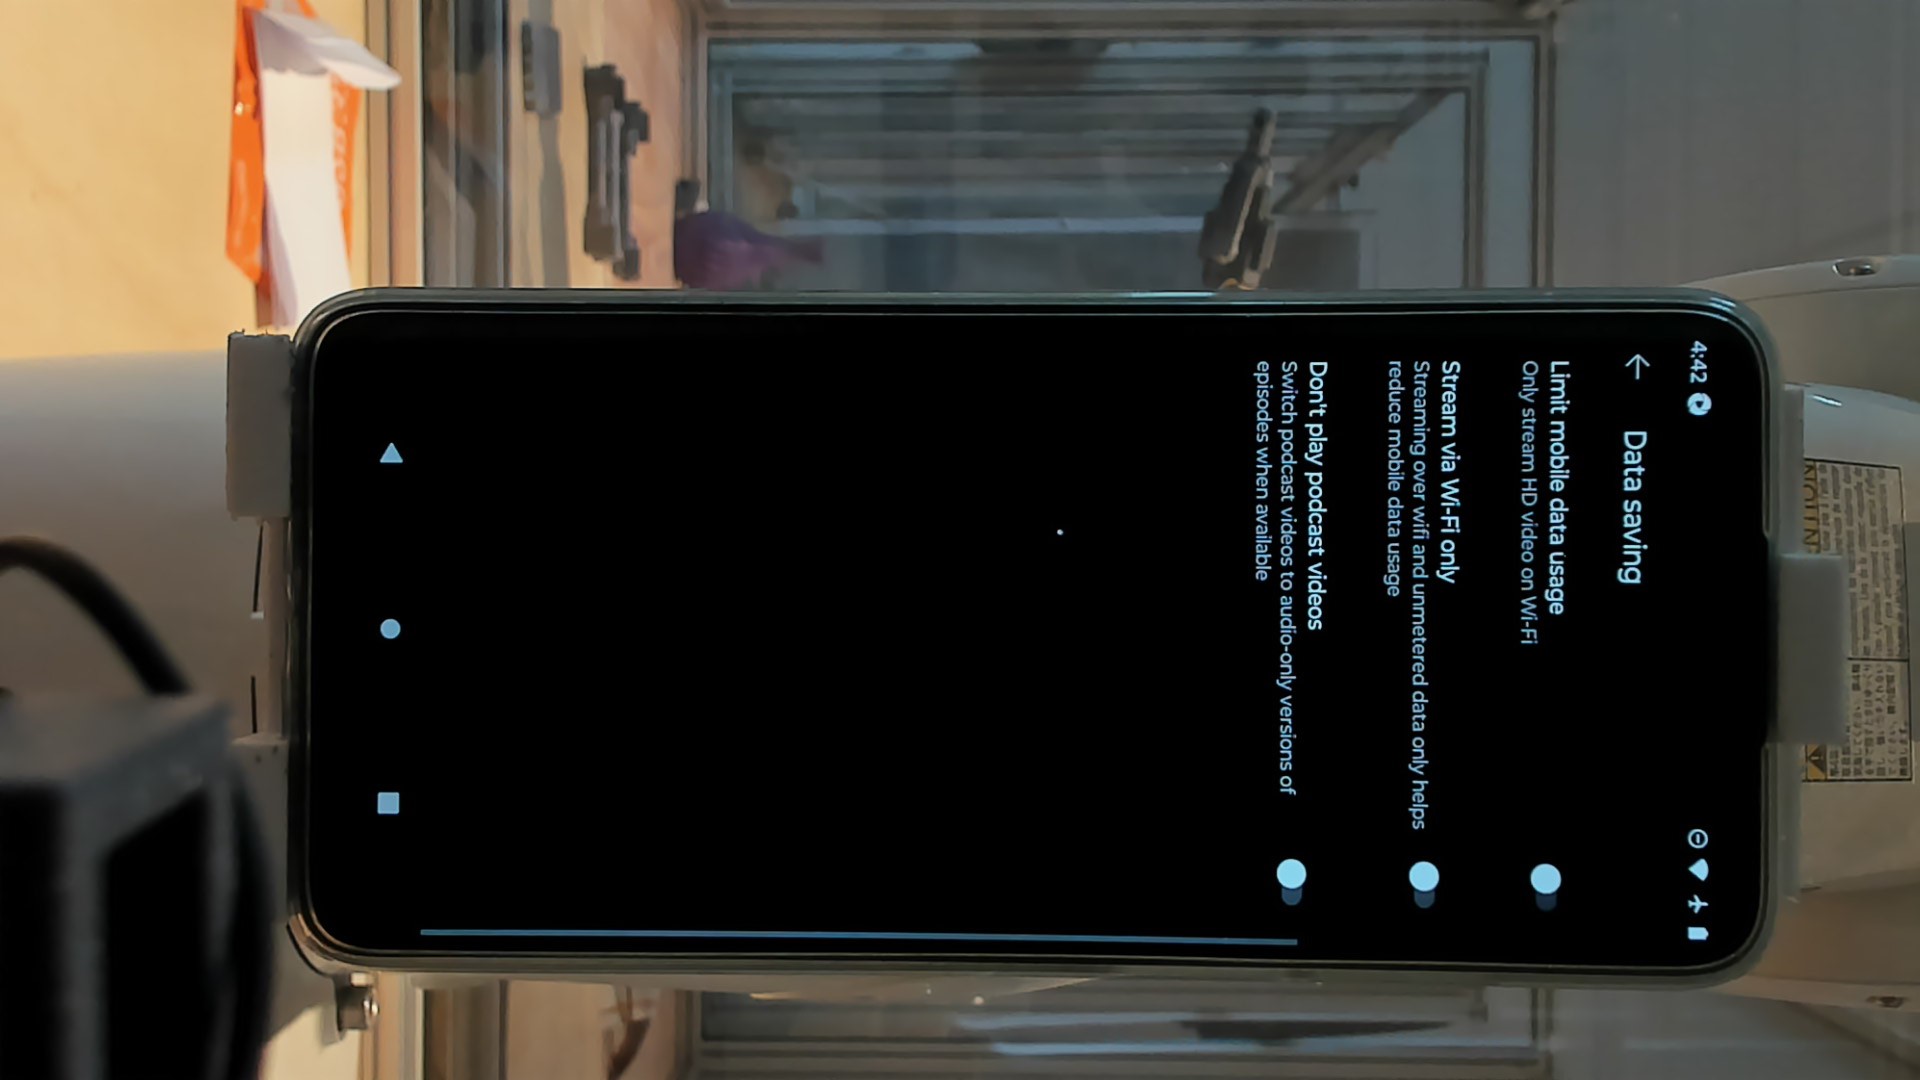 4:42
Data saving
Limit mobile data usage
Only stream HD video on Wi-Fi
Stream via Wi-Fi only
Streaming over wifi and unmetered data only helps
reduce mobile data usage
Don't play podcast videos
Switch podcast videos to audio-only versions of
episodes when available